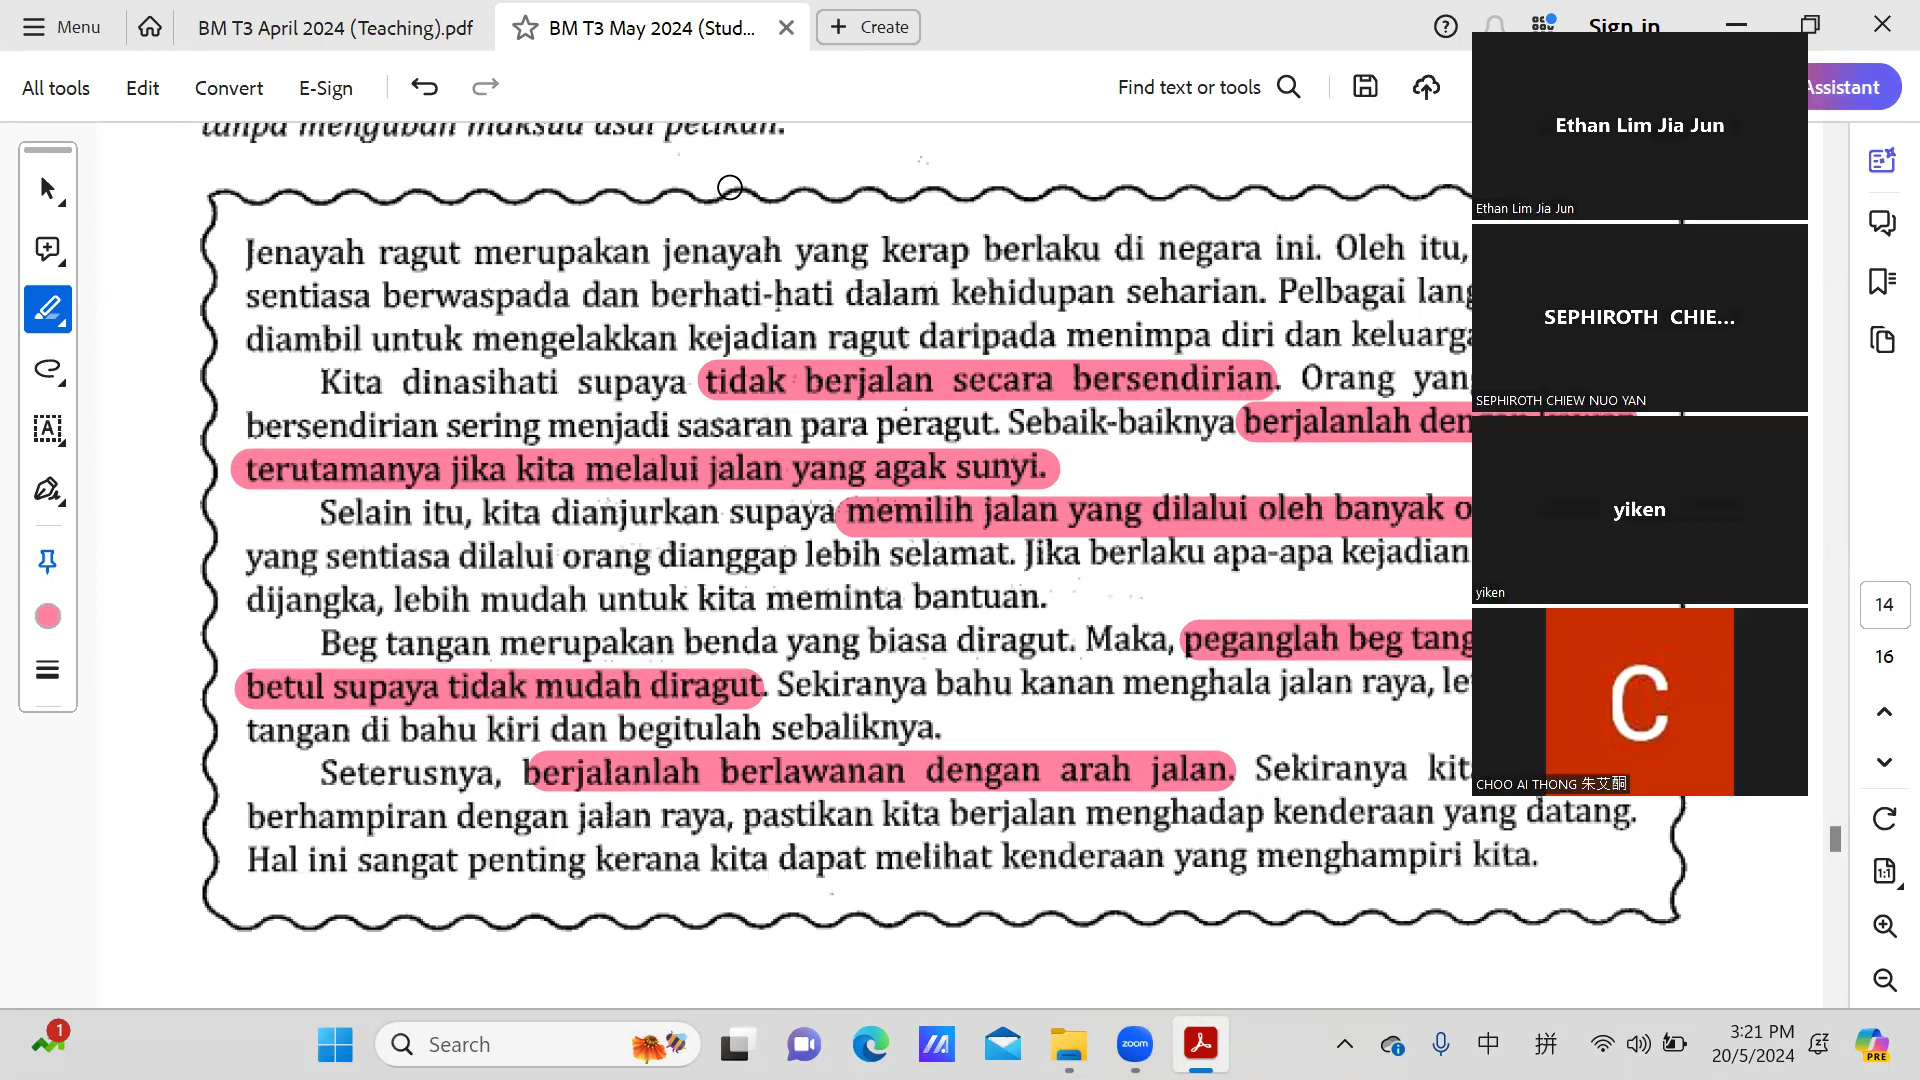 Menu
BM T3 April 2024 (Teaching).pdf
BM T3 May 2024 (Stud...
Create
Sign in
All tools
Edit
Convert
E-Sign
Find text or tools
Assistant
tanpa mengubah maksud asal petikan.
Jenayah ragut merupakan jenayah yang kerap berlaku di negara ini. Oleh itu,
sentiasa berwaspada dan berhati-hati dalam kehidupan seharian. Pelbagai
diambil untuk mengelakkan kejadian ragut daripada menimpa diri dan
Kita dinasihati supaya tidak berjalan secara bersendirian. Orang
bersendirian sering menjadi sasaran para peragut. Sebaik-baiknya berjalanlah
terutamanya jika kita melalui jalan yang agak sunyi.
Selain itu, kita dianjurkan supaya memilih jalan yang dilalui oleh banyak
yang sentiasa dilalui orang dianggap lebih selamat. Jika berlaku apa-apa kejadian
dijangka, lebih mudah untuk kita meminta bantuan.
Beg tangan merupakan benda yang biasa diragut. Maka, peganglah beg
betul supaya tidak mudah diragut. Sekiranya bahu kanan menghala jalan raya,
tangan di bahu kiri dan begitulah sebaliknya.
Seterusnya, berjalanlah berlawanan dengan arah jalan. Sekiranya
berhampiran dengan jalan raya, pastikan kita berjalan menghadap kenderaan yang datang.
Hal ini sangat penting kerana kita dapat melihat kenderaan yang menghampiri kita.
Ethan Lim Jia Jun
Ethan Lim Jia Jun
SEPHIROTH CHIE...
SEPHIROTH CHIEW NUO YAN
yiken
yiken
C
CHOO AI THONG 朱艾酮
14
16
1:1
1
Search
zoom
中
拼
3:21 PM
20/5/2024
PRE